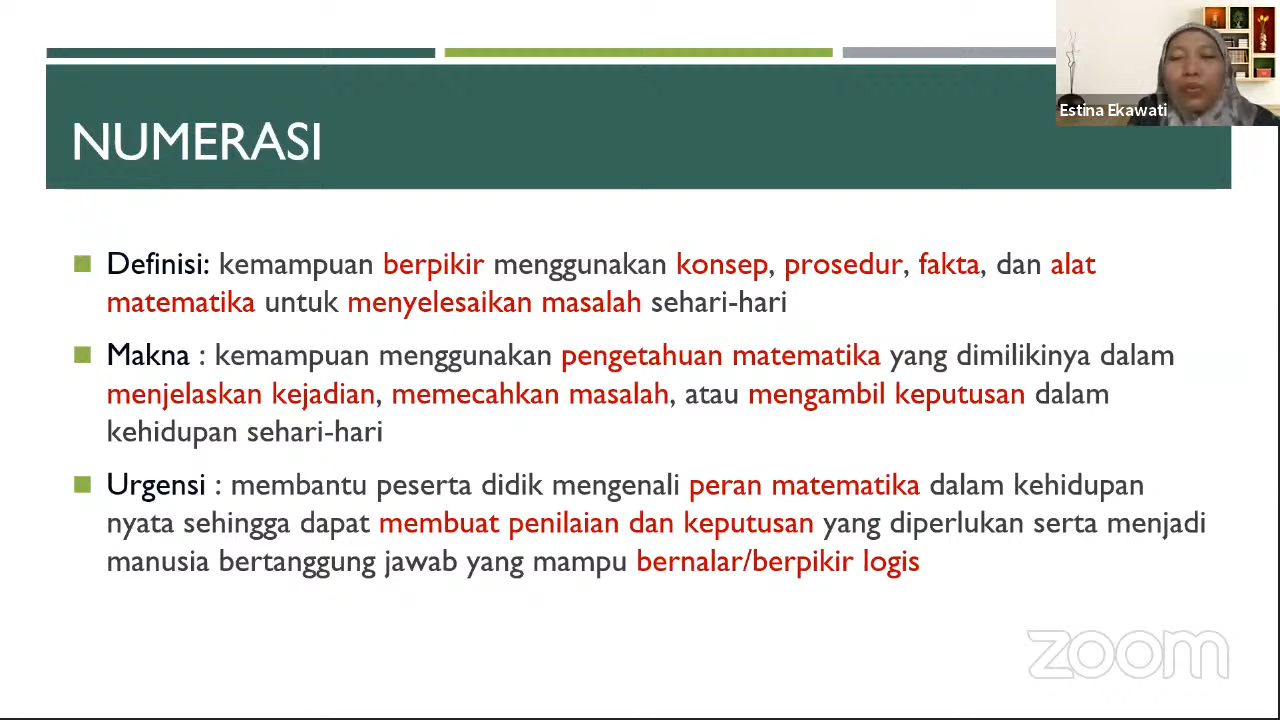 Estina Ekawati
NUMERASI
Definisi: kemampuan berpikir menggunakan konsep, prosedur, fakta, dan alat
matematika untuk menyelesaikan masalah sehari-hari
Makna : kemampuan menggunakan pengetahuan matematika yang dimilikinya dalam
menjelaskan kejadian, memecahkan masalah, atau mengambil keputusan dalam
kehidupan sehari-hari
Urgensi : membantu peserta didik mengenali peran matematika dalam kehidupan
nyata sehingga dapat membuat penilaian dan keputusan yang diperlukan serta menjadi
manusia bertanggung jawab yang mampu bernalar/berpikir logis
zoom